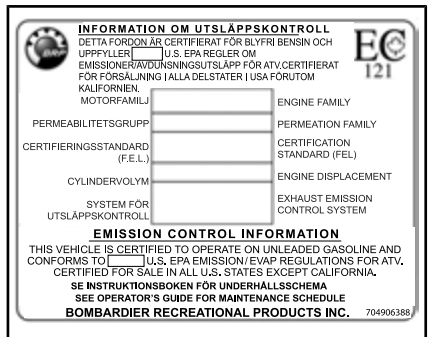 INFORMATION OM UTSLÄPPSKONTROLL
DETTA FORDON ÄR CERTIFIERAT FÖR BLYFRI BENSIN OCH
UPPFYLLER U.S. EPA REGLER OM
EMISSIONER/AVDUNSNINGSUTSLÄPP FÖR ATV.CERTIFIERAT
FÖR FÖRSÄLJNING I ALLA DELSTATER I USA FÖRUTOM
KALIFORNIEN.
BRP
EC
121
MOTORFAMILJ ENGINE FAMILY
PERMEABILITETSGRUPP PERMEATION FAMILY
CERTIFIERINGSSTANDARD CERTIFICATION
(F.E.L.) STANDARD (FEL)
CYLINDERVOLYM ENGINE DISPLACEMENT
SYSTEM FÖR EXHAUST EMISSION
UTSLÄPPSKONTROLL CONTROL SYSTEM
EMISSION CONTROL INFORMATION
THIS VEHICLE IS CERTIFIED TO OPERATE ON UNLEADED GASOLINE AND
CONFORMS TO U.S. EPA EMISSION/EVAP REGULATIONS FOR ATV.
CERTIFIED FOR SALE IN ALL U.S. STATES EXCEPT CALIFORNIA.
SE INSTRUKTIONSBOKEN FÖR UNDERHÅLLSSCHEMA
SEE OPERATOR'S GUIDE FOR MAINTENANCE SCHEDULE
BOMBARDIER RECREATIONAL PRODUCTS INC. 704906388